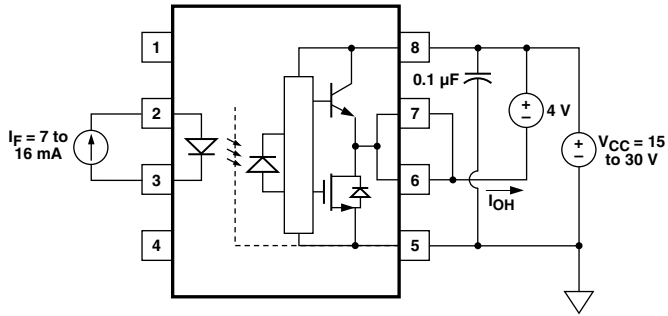 1
8
0.1 µF
4 V
2
7
I_F = 7 to
16 mA
V_CC = 15
to 30 V
3
6
I_OH
4
5